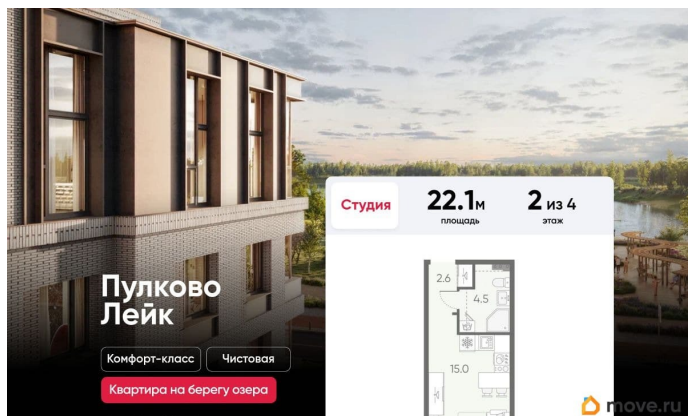 Студия
22.1м
площадь
2 из 4
этаж
2.6
4.5
15.0
Пулково
Лейк
Комфорт-класс
Чистовая
Квартира на берегу озера
move.ru